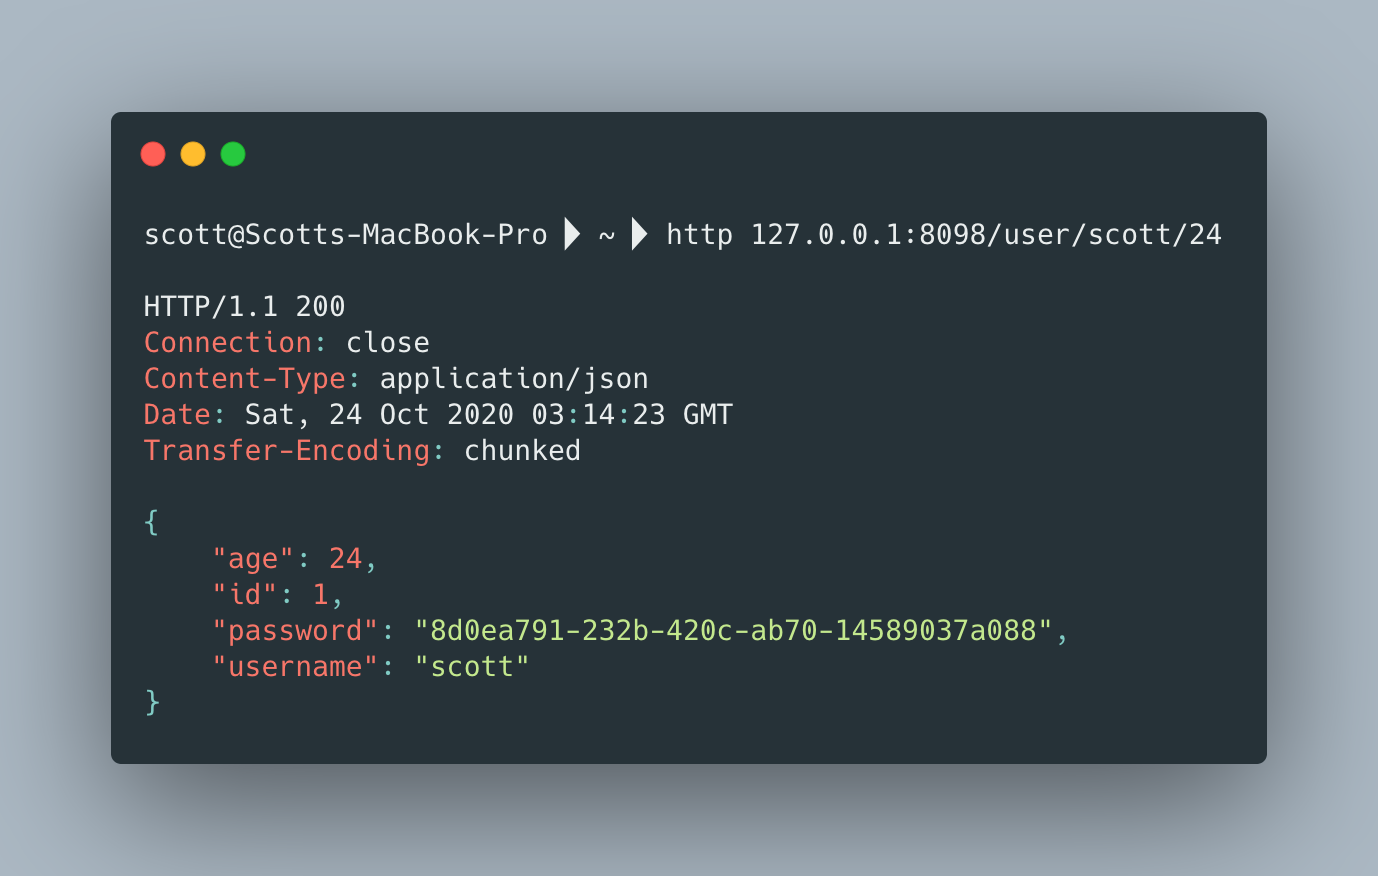 scott@Scotts-MacBook-Pro ~ http 127.0.0.1:8098/user/scott/24
HTTP/1.1 200
Connection: close
Content-Type: application/json
Date: Sat, 24 Oct 2020 03:14:23 GMT
Transfer-Encoding: chunked
{
    "age": 24,
    "id": 1,
    "password": "8d0ea791-232b-420c-ab70-14589037a088",
    "username": "scott"
}